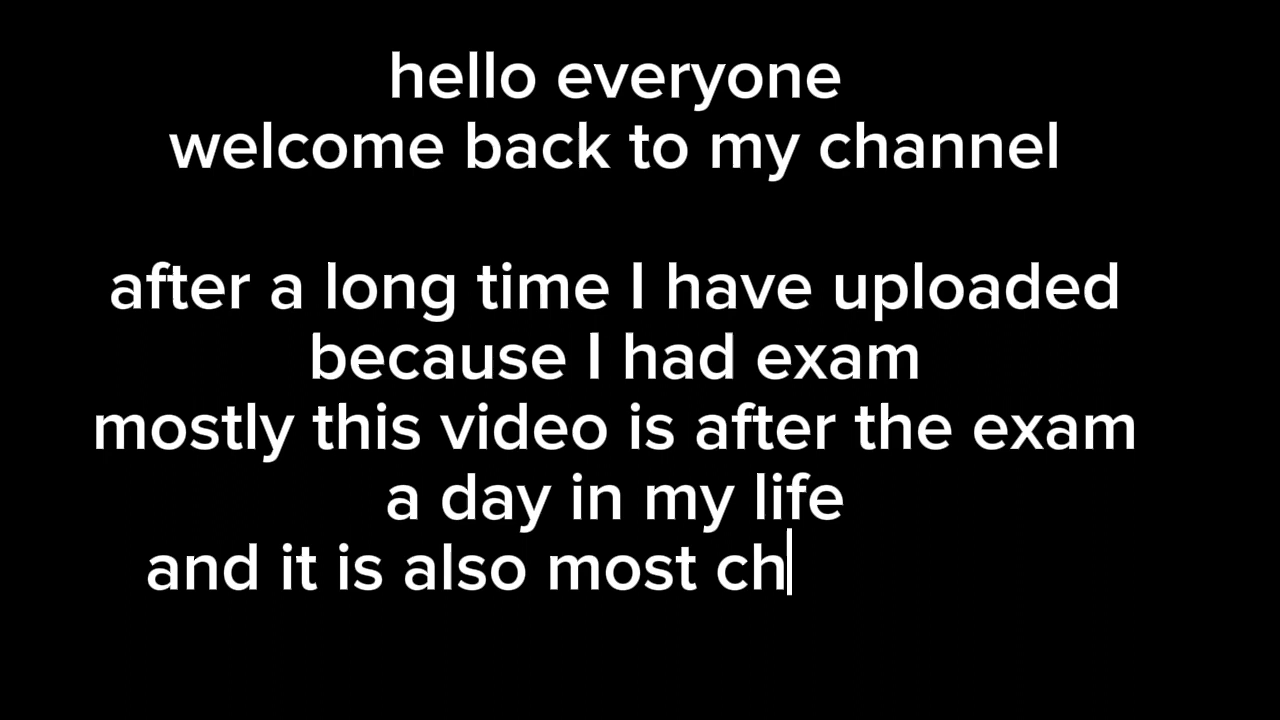 hello everyone
welcome back to my channel
after a long time I have uploaded
because I had exam
mostly this video is after the exam
a day in my life
and it is also most ch